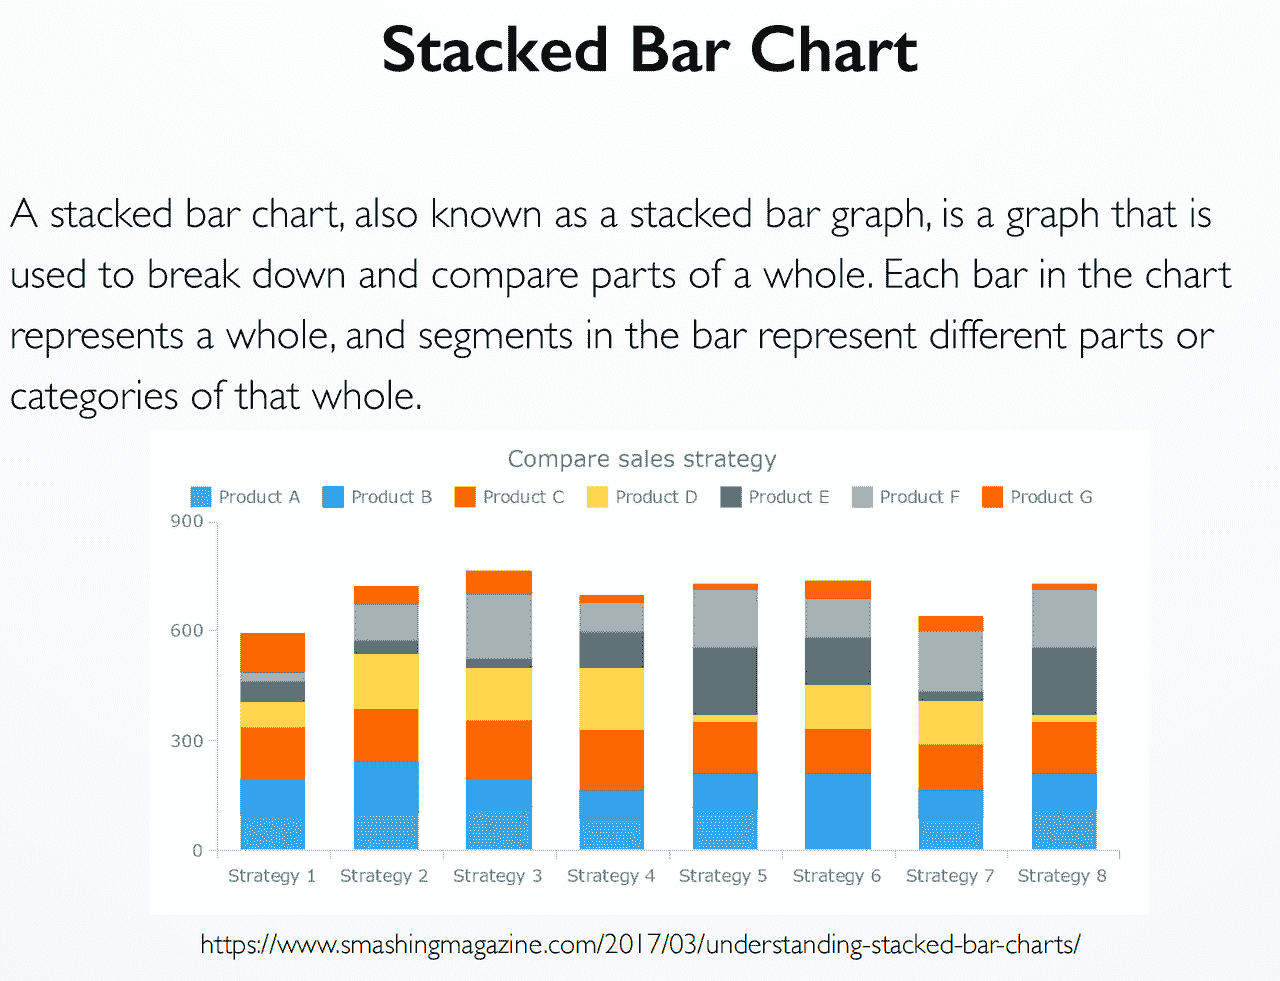 Stacked Bar Chart
A stacked bar chart, also known as a stacked bar graph, is a graph that is
used to break down and compare parts of a whole. Each bar in the chart
represents a whole, and segments in the bar represent different parts or
categories of that whole.
Compare sales strategy
Product A Product B Product C Product D Product E Product F Product G
900
600
300
0
Strategy 1 Strategy 2 Strategy 3 Strategy 4 Strategy 5 Strategy 6 Strategy 7 Strategy 8
https://www.smashingmagazine.com/2017/03/understanding-stacked-bar-charts/